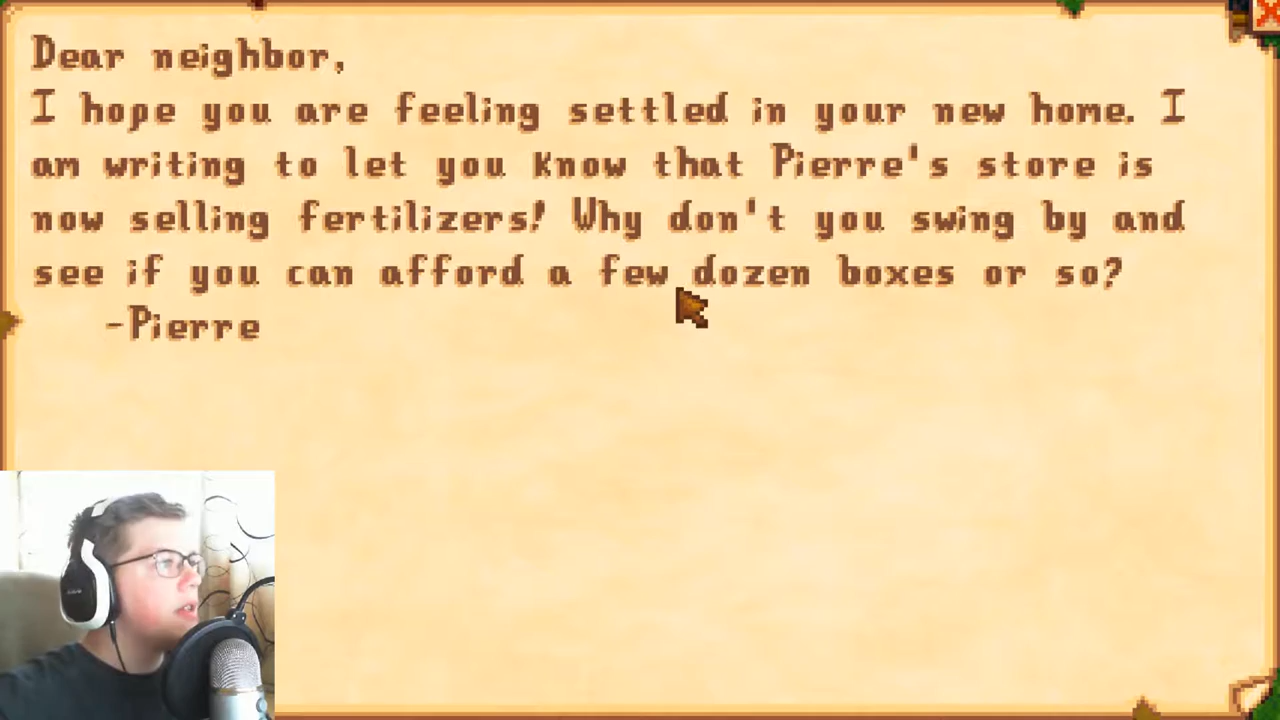 Dear neighbor,
I hope you are feeling settled in your new home. I
am writing to let you know that Pierre's store is
now selling fertilizers! Why don't you swing by and
see if you can afford a few dozen boxes or so?
-Pierre